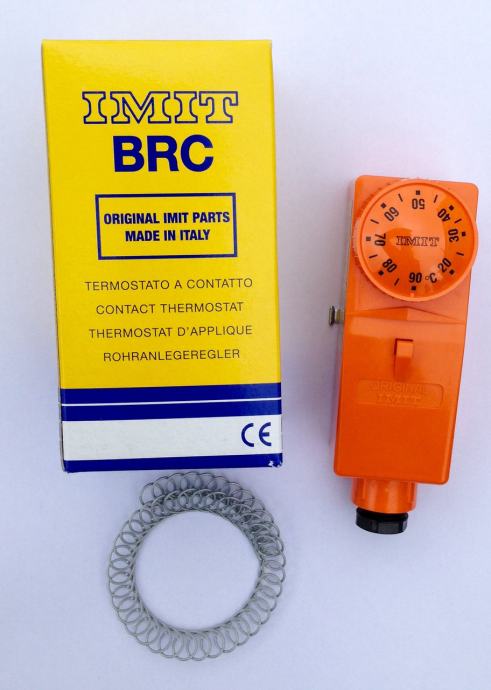 IMIT
BRC
ORIGINAL IMIT PARTS
MADE IN ITALY
TERMOSTATO A CONTATTO
CONTACT THERMOSTAT
THERMOSTAT D'APPLIQUE
ROHRANLEGEREGLER
CE
20 30 40 50 60 70 80 90 °C
IMIT
ORIGINAL
IMIT